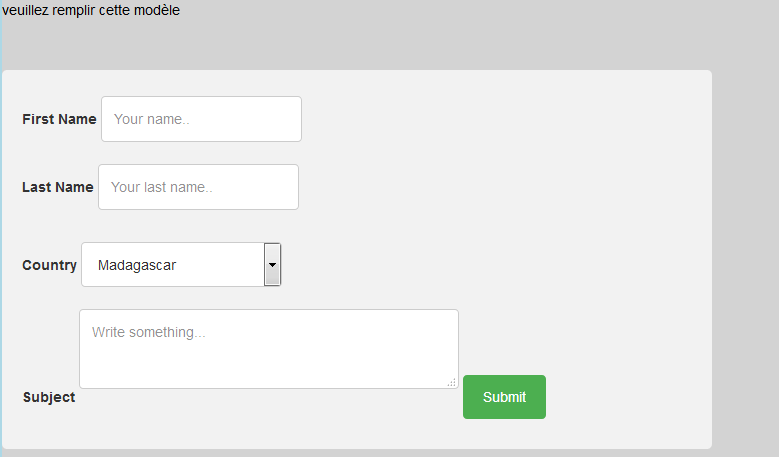 veuillez remplir cette modèle
First Name Your name..
Last Name Your last name..
Country Madagascar
Write something...
Subject Submit